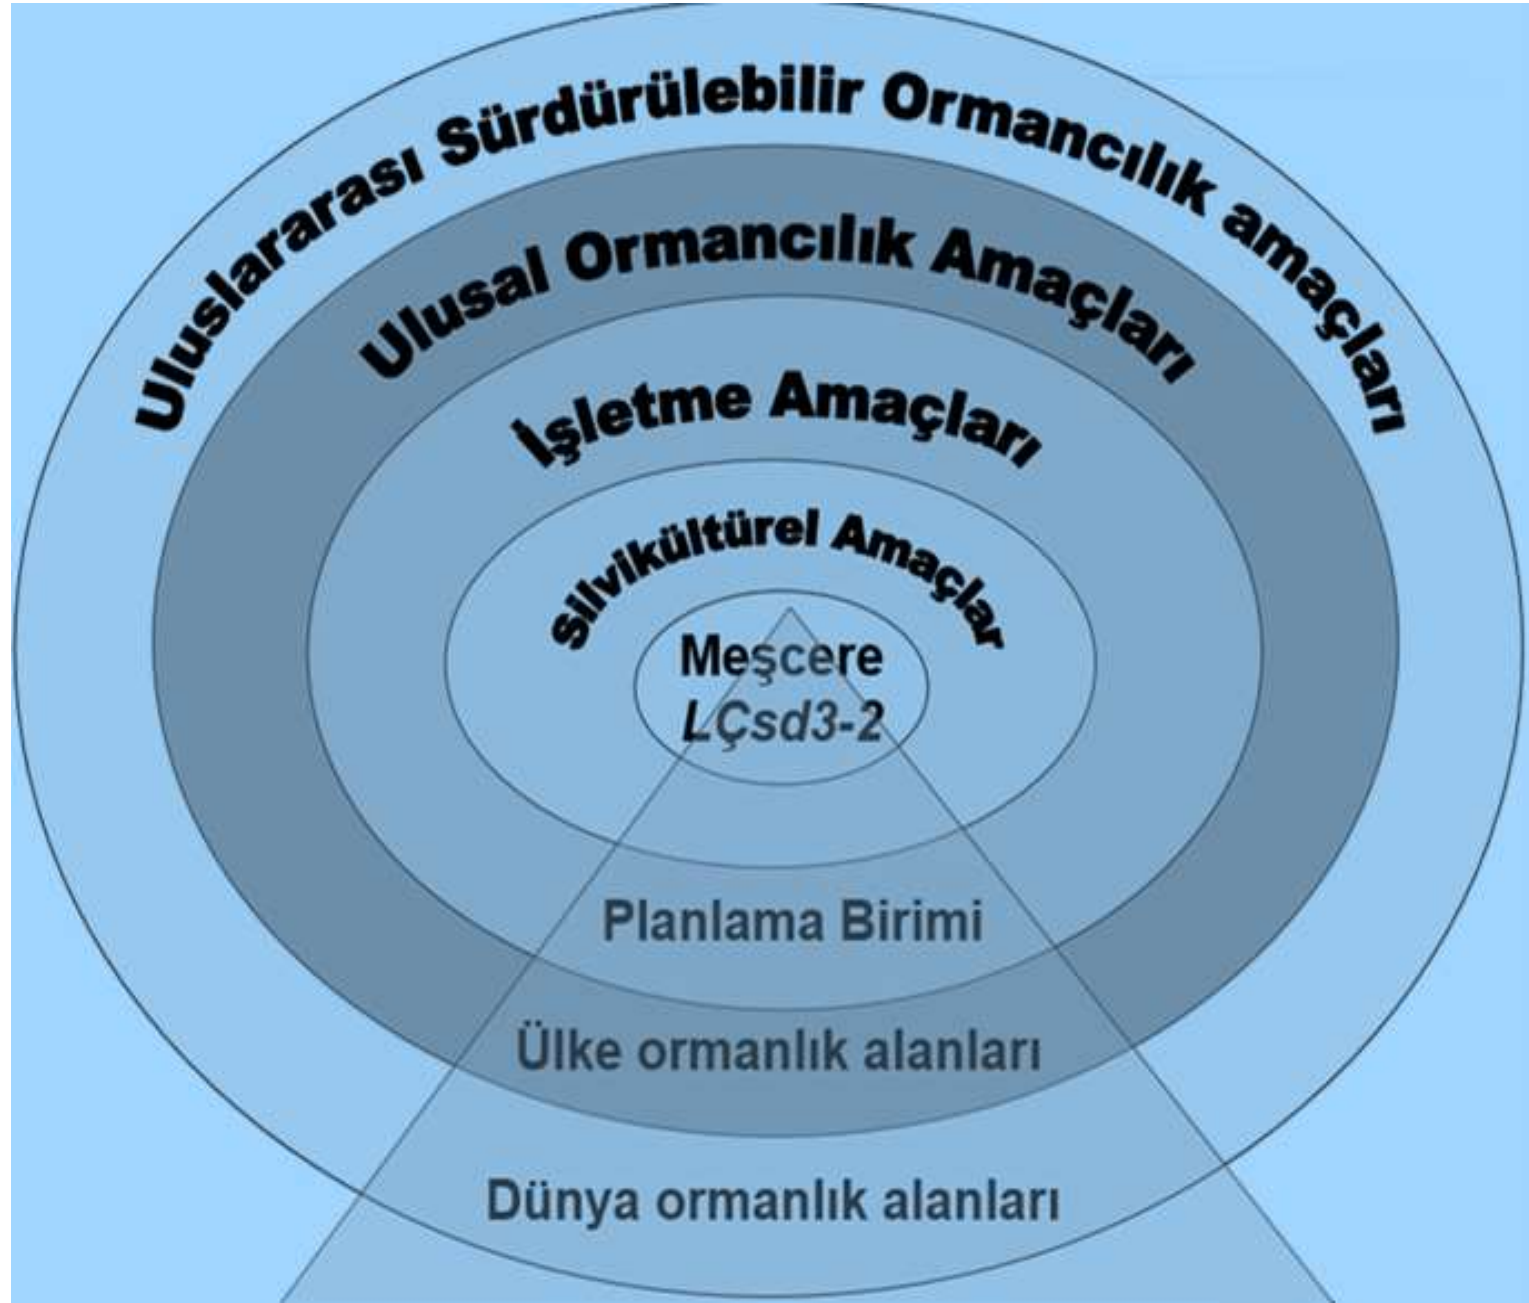 Uluslararası Sürdürülebilir Ormancılık amaçları
Ulusal Ormancılık Amaçları
İşletme Amaçları
Silvikültürel Amaçlar
Meşcere
LÇsd3-2
Planlama Birimi
Ülke ormanlık alanları
Dünya ormanlık alanları